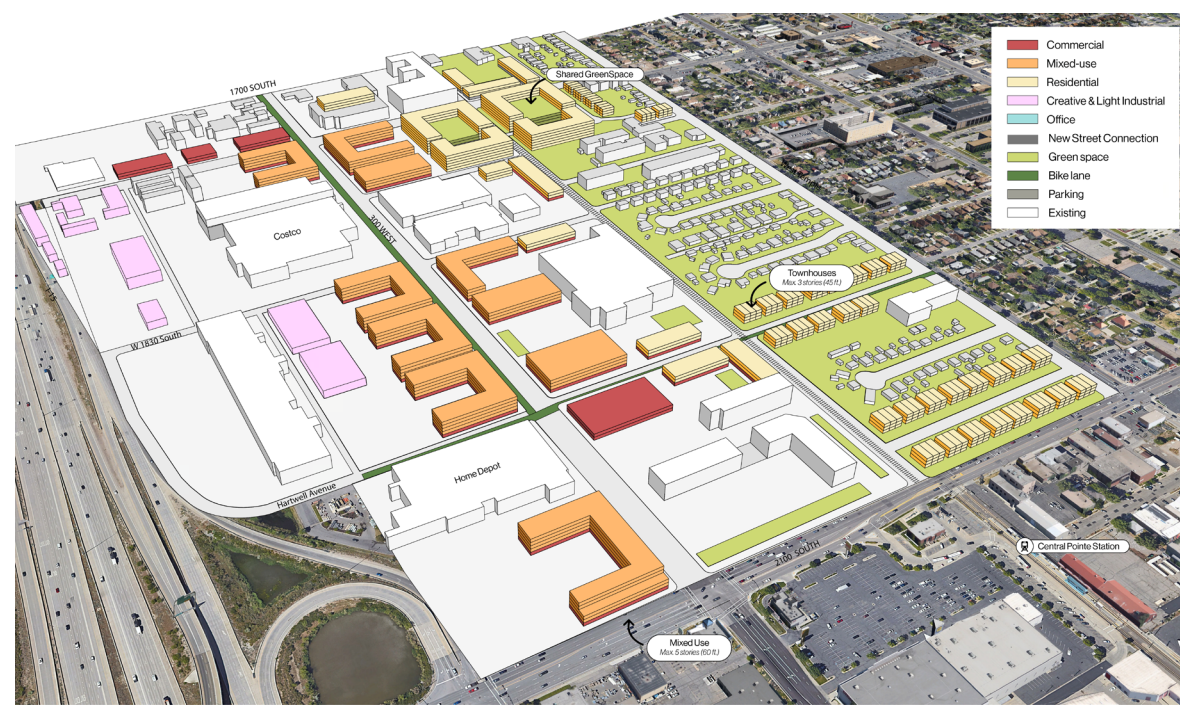 Commercial
Mixed-use
Residential
Creative & Light Industrial
Office
New Street Connection
Green space
Bike lane
Parking
Existing
Shared GreenSpace
1700 SOUTH
300 WEST
Costco
Townhouses
Max. 3 stories (45 ft.)
W 1830 South
Home Depot
Hartwell Avenue
2100 SOUTH
Central Pointe Station
Mixed Use
Max. 5 stories (60 ft.)